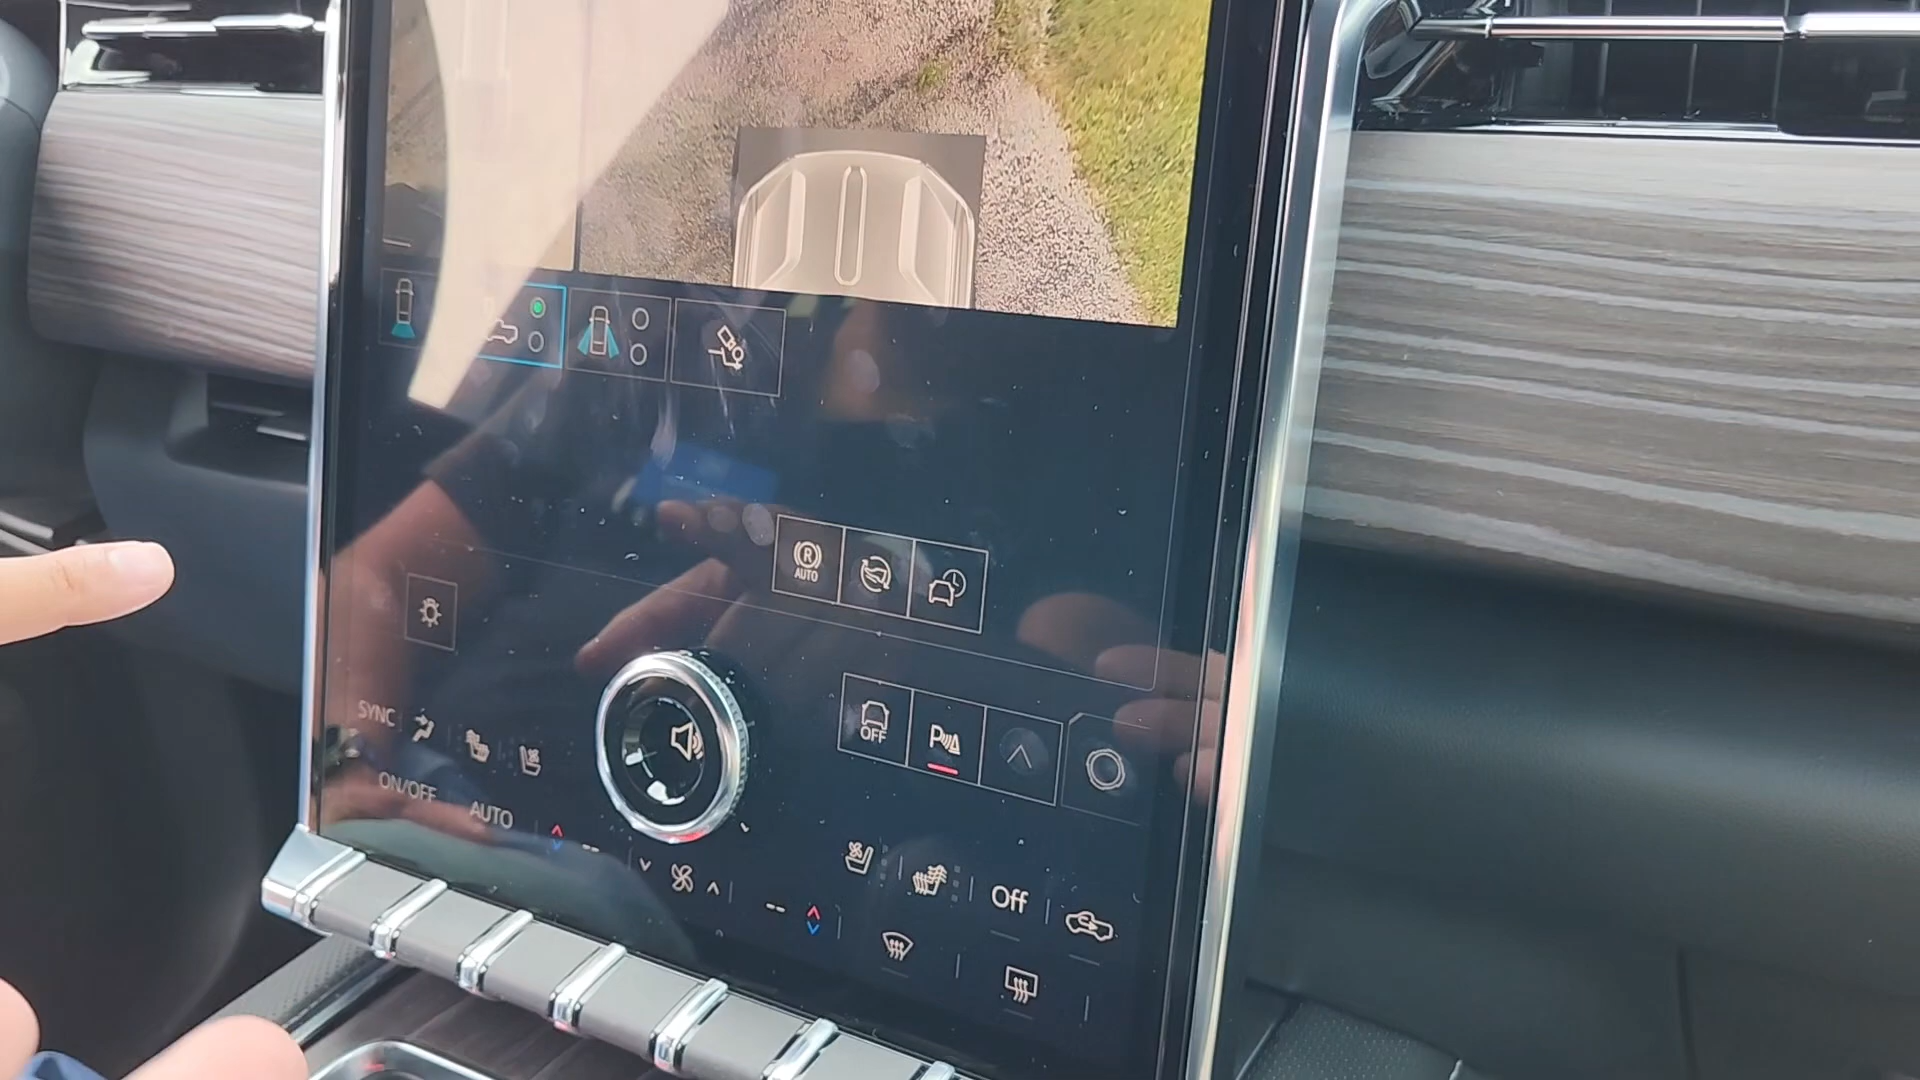 R
AUTO
OFF
P
SYNC
ON/OFF
AUTO
--
--
Off